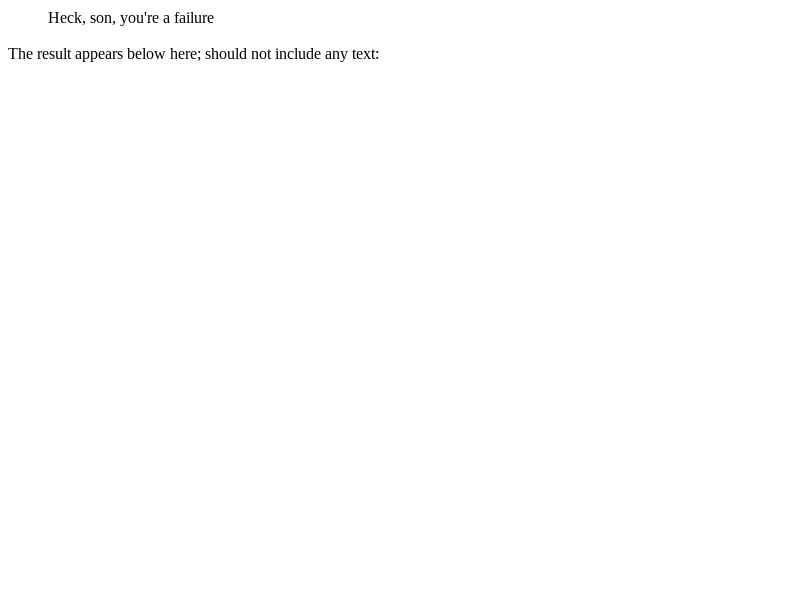 Heck, son, you're a failure
The result appears below here; should not include any text: